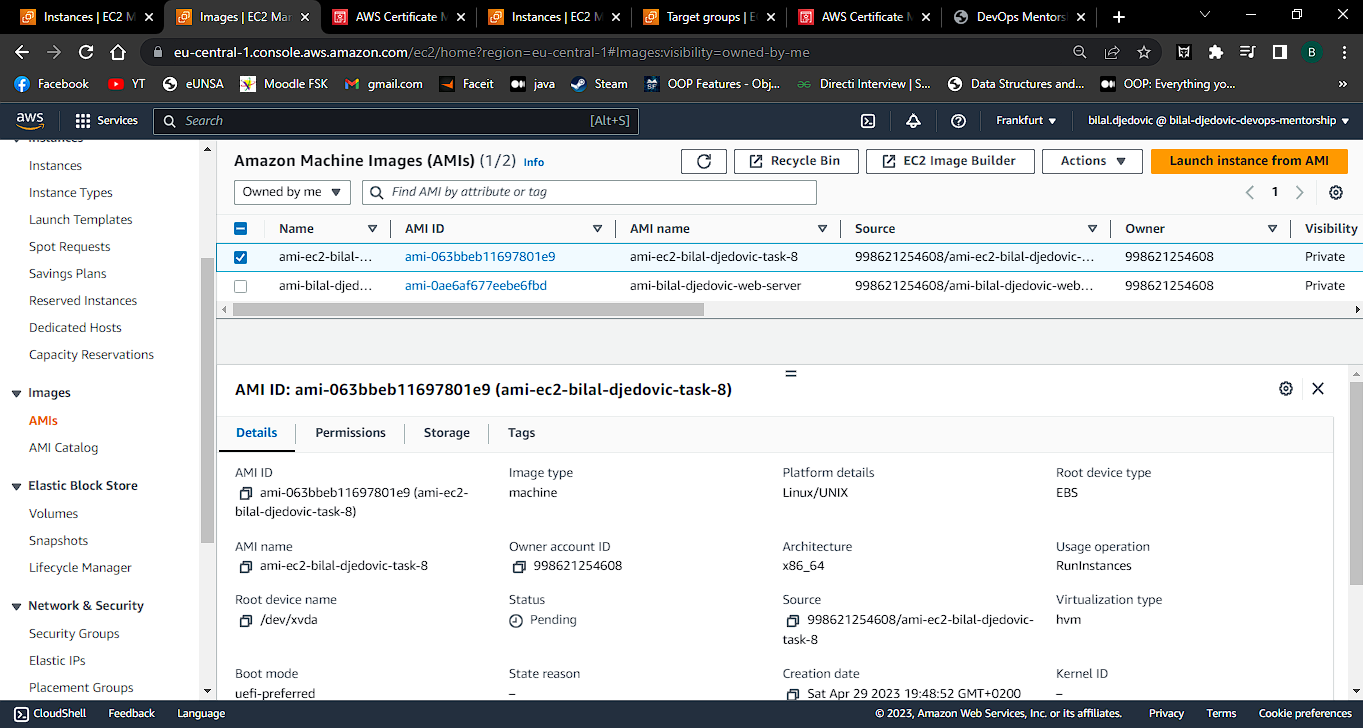 Instances | EC2 M
Images | EC2 Mar
AWS Certificate M
Instances | EC2 M
Target groups | EC
AWS Certificate M
DevOps Mentorsh
eu-central-1.console.aws.amazon.com/ec2/home?region=eu-central-1#Images:visibility=owned-by-me
B
Facebook
YT
eUNSA
Moodle FSK
gmail.com
Faceit
java
Steam
OOP Features - Obj...
Directi Interview | S...
Data Structures and...
OOP: Everything yo...
»
aws
Services
Search
[Alt+S]
Frankfurt
bilal.djedovic @ bilal-djedovic-devops-mentorship
Instances
Instances
Instance Types
Launch Templates
Spot Requests
Savings Plans
Reserved Instances
Dedicated Hosts
Capacity Reservations
Images
AMIs
AMI Catalog
Elastic Block Store
Volumes
Snapshots
Lifecycle Manager
Network & Security
Security Groups
Elastic IPs
Placement Groups
Amazon Machine Images (AMIs) (1/2) Info
Recycle Bin
EC2 Image Builder
Actions
Launch instance from AMI
Owned by me
Find AMI by attribute or tag
1
Name
AMI ID
AMI name
Source
Owner
Visibility
ami-ec2-bilal-...
ami-063bbeb11697801e9
ami-ec2-bilal-djedovic-task-8
998621254608/ami-ec2-bilal-djedovic-...
998621254608
Private
ami-bilal-djed...
ami-0ae6af677eebe6fbd
ami-bilal-djedovic-web-server
998621254608/ami-bilal-djedovic-web...
998621254608
Private
AMI ID: ami-063bbeb11697801e9 (ami-ec2-bilal-djedovic-task-8)
Details
Permissions
Storage
Tags
AMI ID
ami-063bbeb11697801e9 (ami-ec2-
bilal-djedovic-task-8)
Image type
machine
Platform details
Linux/UNIX
Root device type
EBS
AMI name
ami-ec2-bilal-djedovic-task-8
Owner account ID
998621254608
Architecture
x86_64
Usage operation
RunInstances
Root device name
/dev/xvda
Status
Pending
Source
998621254608/ami-ec2-bilal-djedovic-
task-8
Virtualization type
hvm
Boot mode
uefi-preferred
State reason
–
Creation date
Sat Apr 29 2023 19:48:52 GMT+0200
Kernel ID
–
CloudShell
Feedback
Language
© 2023, Amazon Web Services, Inc. or its affiliates.
Privacy
Terms
Cookie preferences